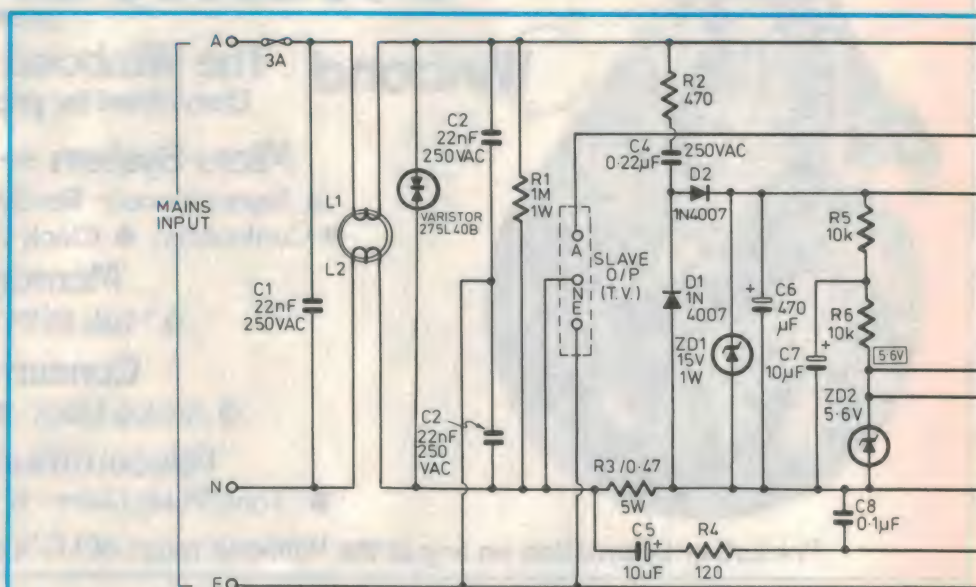 A
3A
MAINS
INPUT
N
E
C1
22nF
250VAC
L1
L2
VARISTOR
275L40B
C2
22nF
250VAC
C2
22nF
250
VAC
R1
1M
1W
A
N
E
SLAVE
O/P
(T.V.)
R2
470
C4
0·22µF
250VAC
D2
1N4007
D1
1N
4007
ZD1
15V
1W
C6
470
µF
+
C7
10µF
+
R5
10k
R6
10k
5·6V
ZD2
5·6V
R3/0·47
5W
C5
10uF
+
R4
120
C8
0·1µF